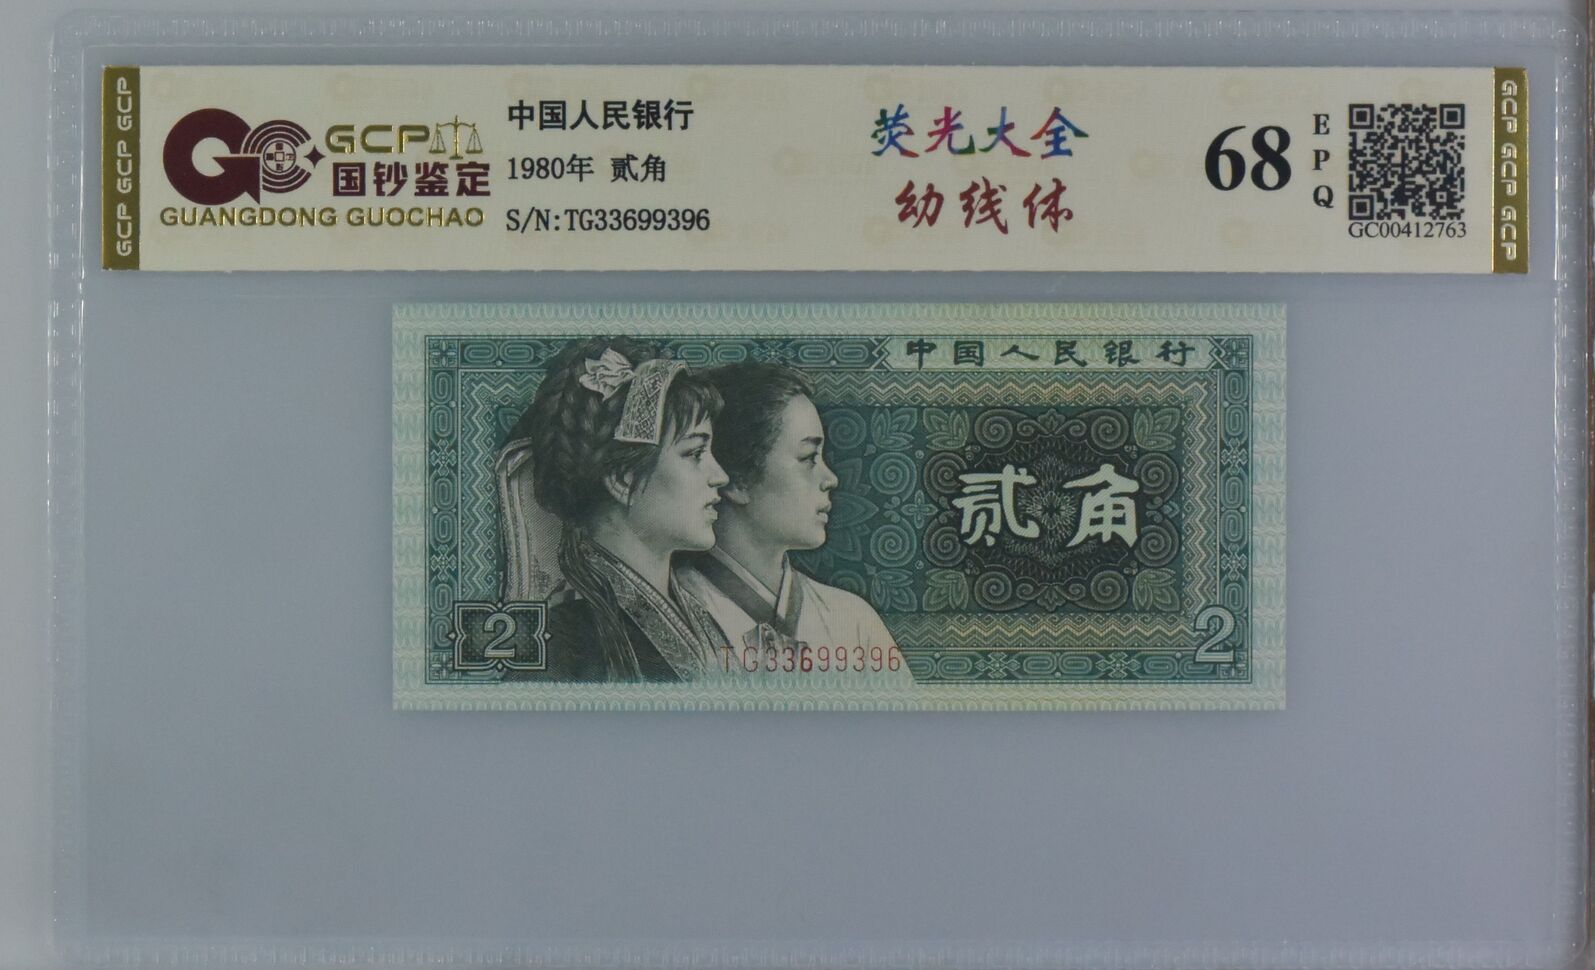 GCP GCP GCP
GCP
国钞鉴定
GUANGDONG GUOCHAO
中国人民银行
1980年 贰角
S/N:TG33699396
荧光大全
幼线体
68
EPQ
GC00412763
GCP GCP GCP
中国人民银行
贰角
2
2
TG33699396